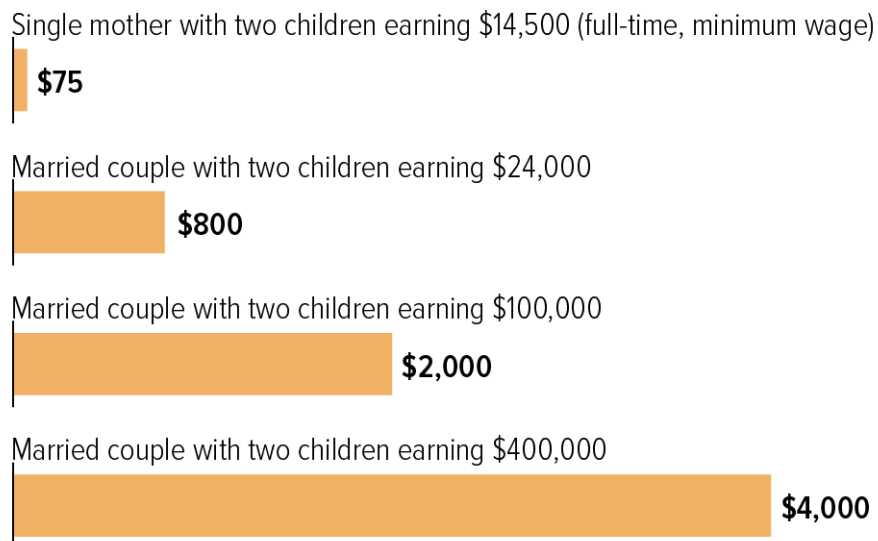 Single mother with two children earning $14,500 (full-time, minimum wage)
$75
Married couple with two children earning $24,000
$800
Married couple with two children earning $100,000
$2,000
Married couple with two children earning $400,000
$4,000